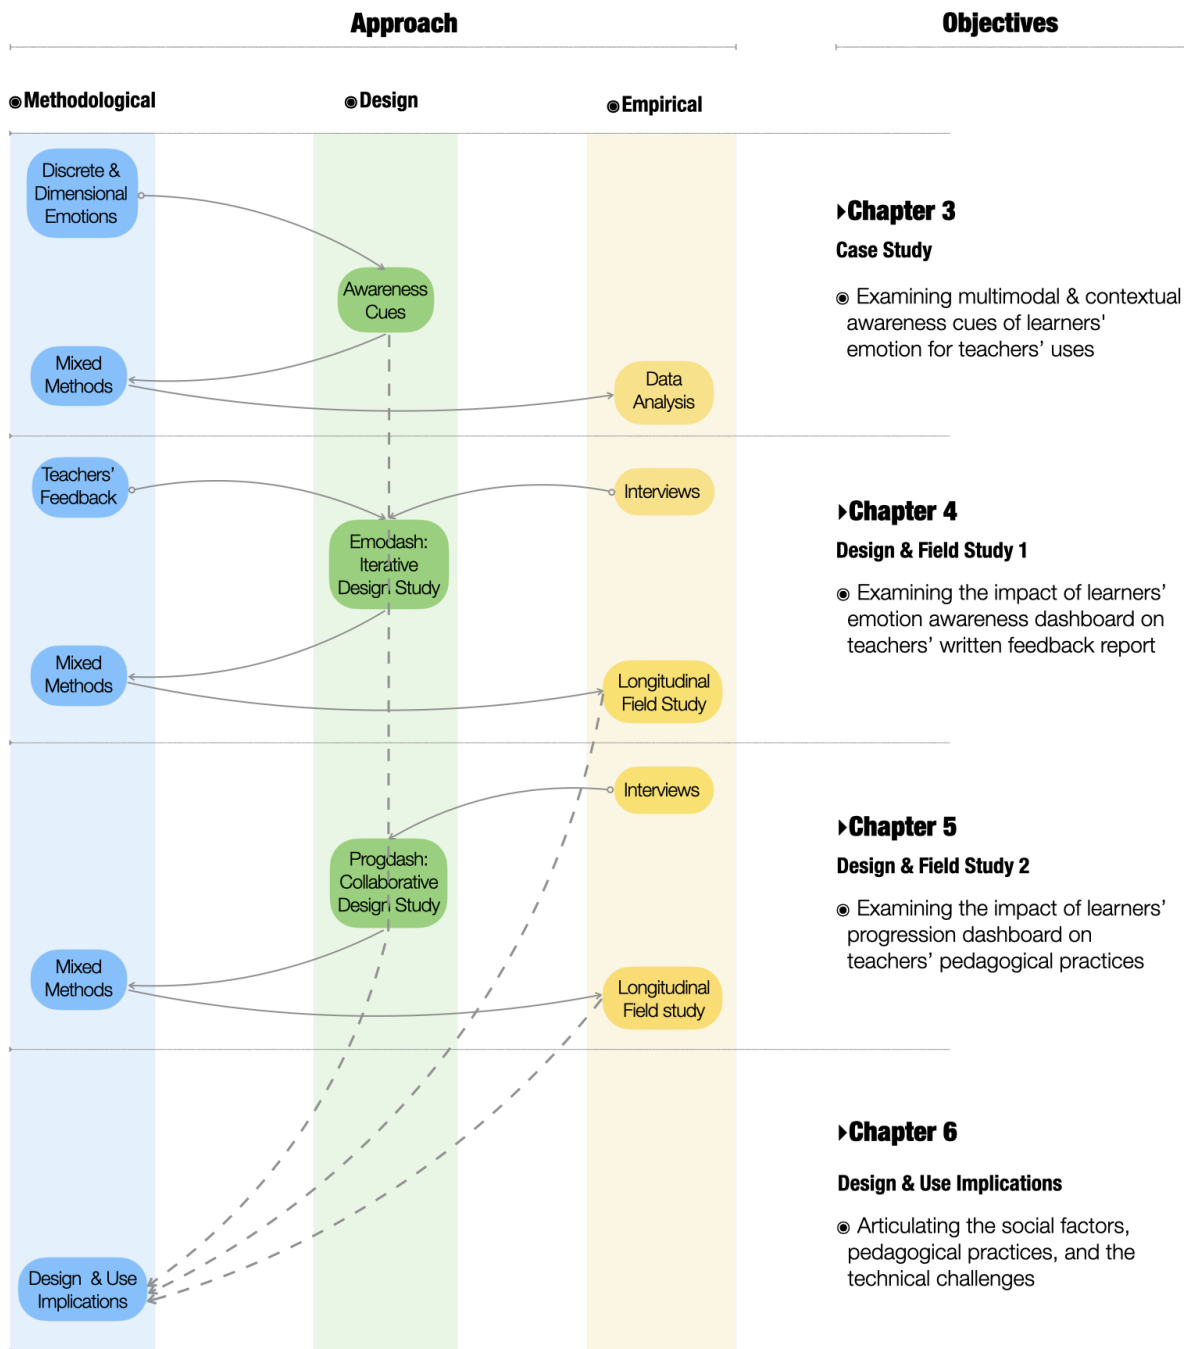 Approach
Objectives
Methodological
Design
Empirical
Discrete &
Dimensional
Emotions
Awareness
Cues
Mixed
Methods
Data
Analysis
Chapter 3
Case Study
Examining multimodal & contextual
awareness cues of learners'
emotion for teachers’ uses
Teachers’
Feedback
Interviews
Emodash:
Iterative
Design Study
Mixed
Methods
Longitudinal
Field Study
Chapter 4
Design & Field Study 1
Examining the impact of learners’
emotion awareness dashboard on
teachers’ written feedback report
Interviews
Progdash:
Collaborative
Design Study
Mixed
Methods
Longitudinal
Field study
Chapter 5
Design & Field Study 2
Examining the impact of learners’
progression dashboard on
teachers’ pedagogical practices
Design & Use
Implications
Chapter 6
Design & Use Implications
Articulating the social factors,
pedagogical practices, and the
technical challenges